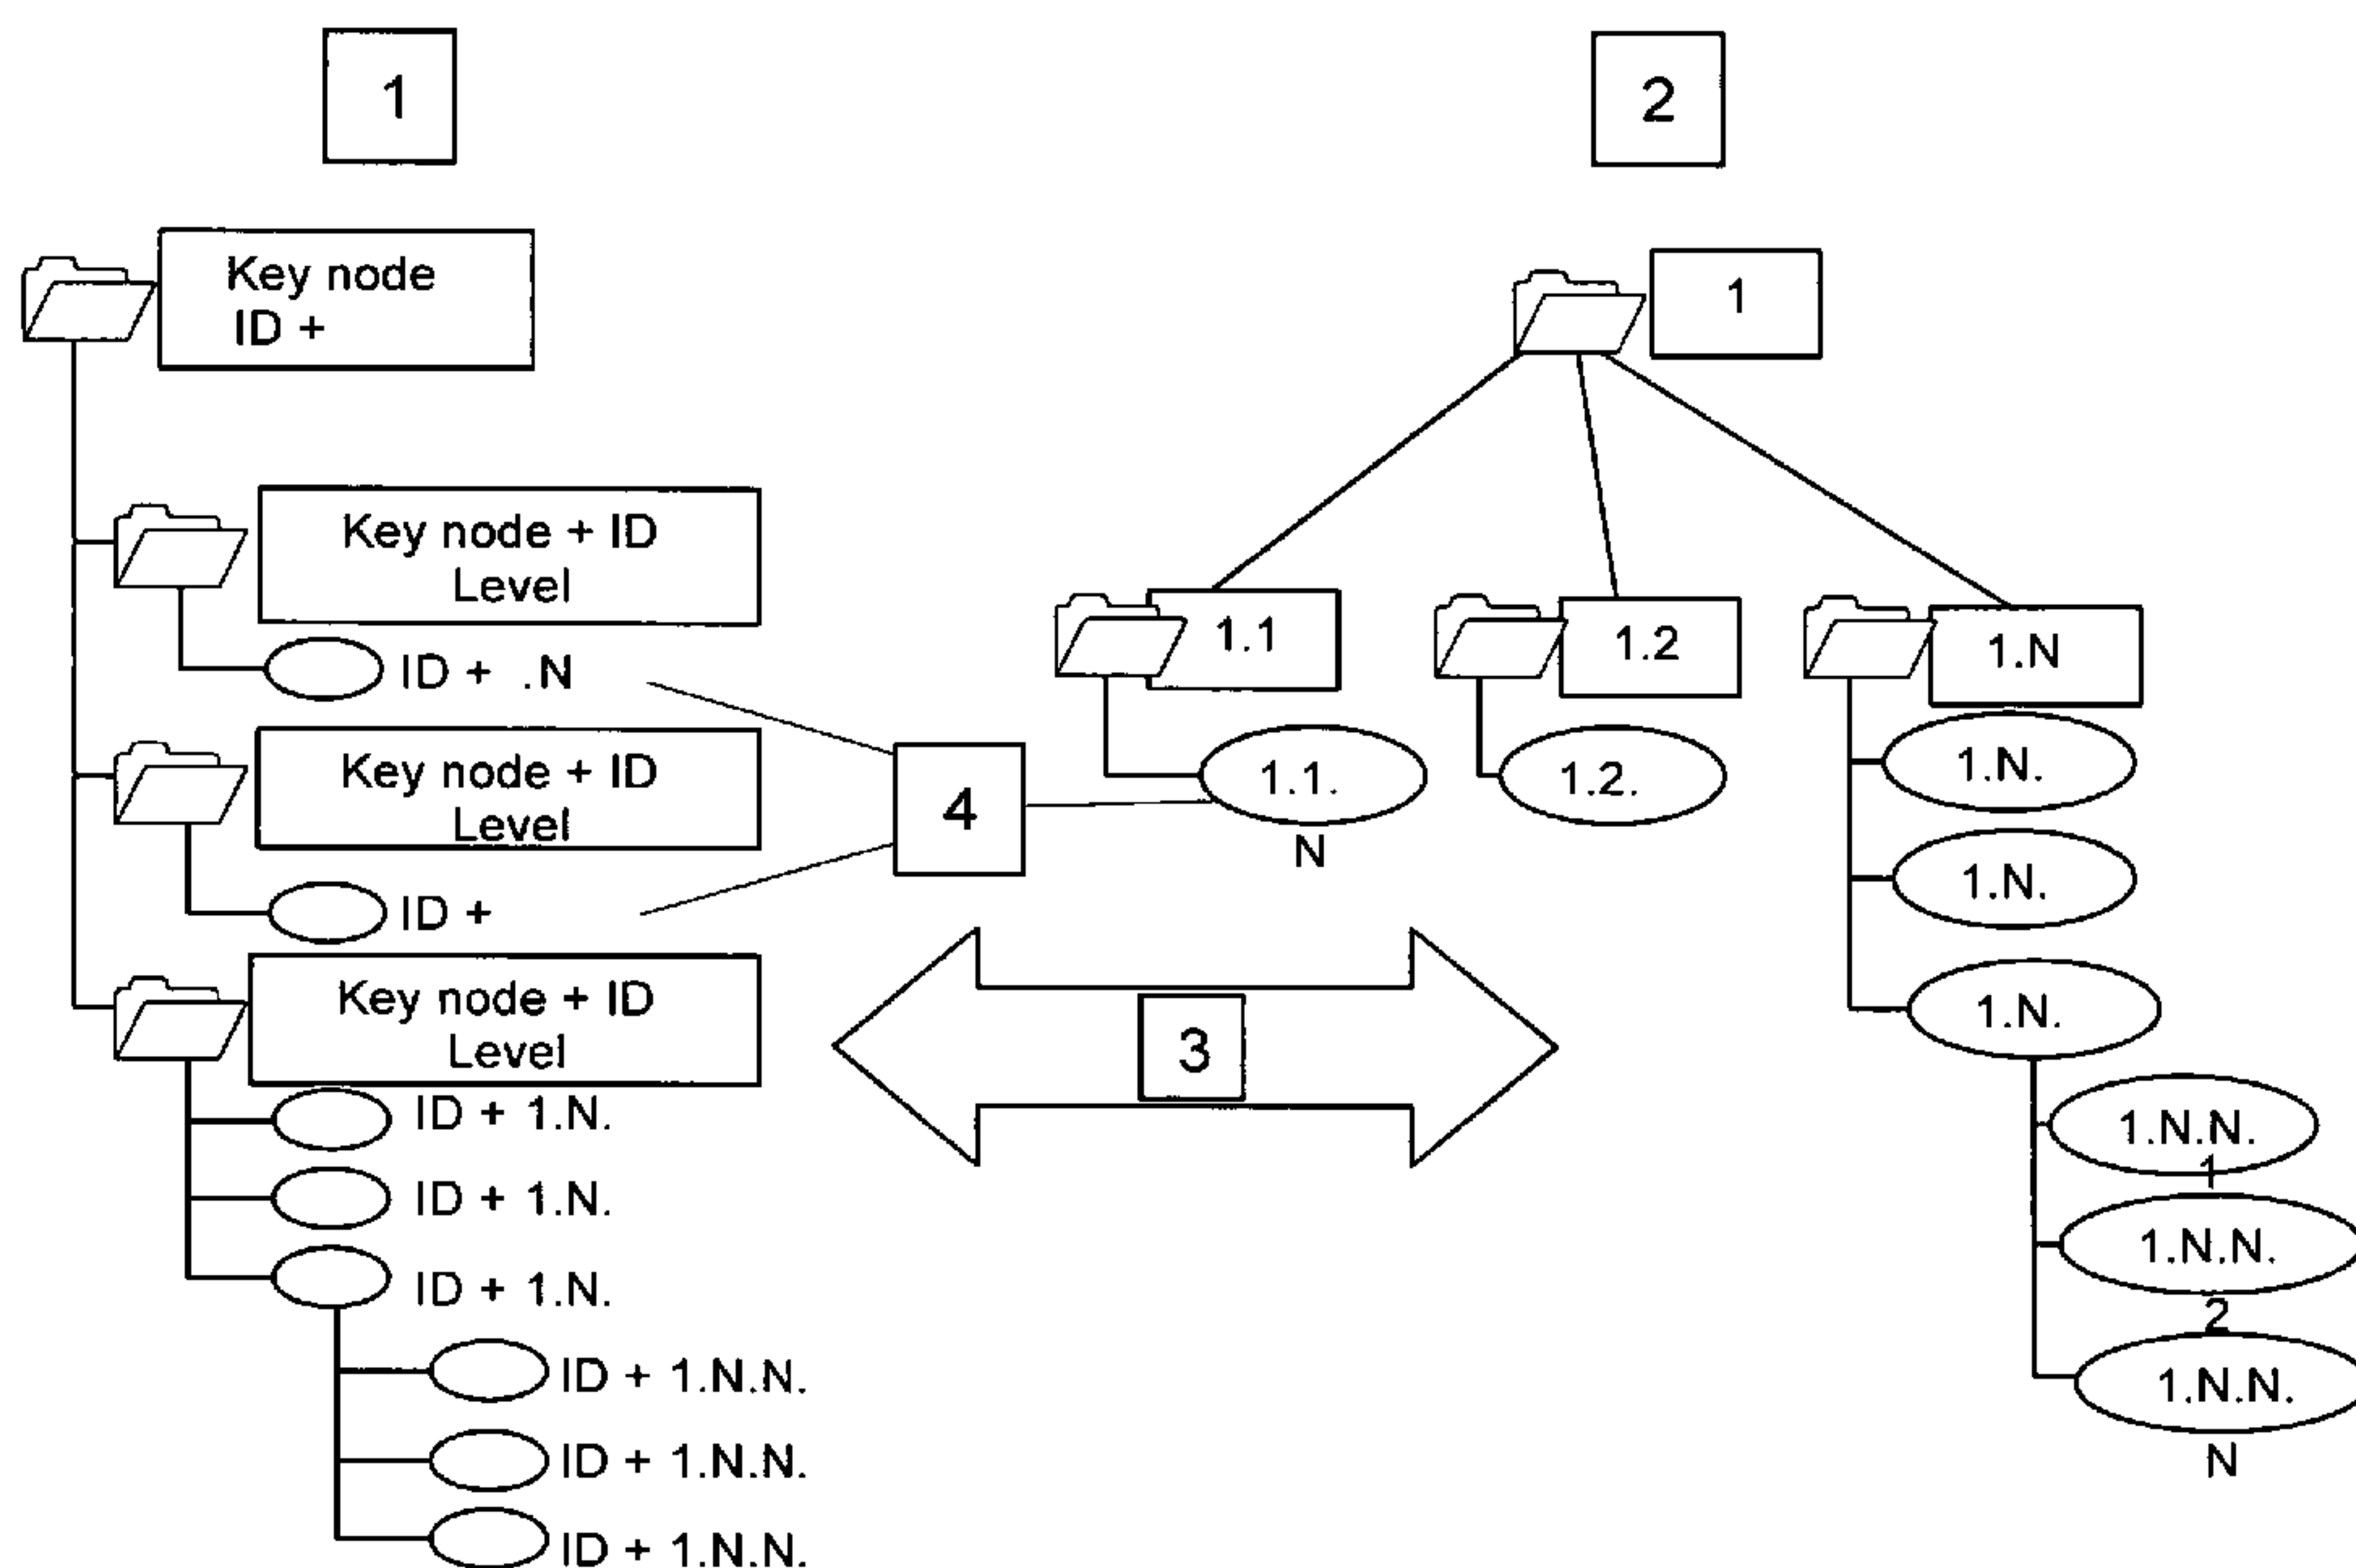 1
2
Key node
ID +
1
Key node + ID
Level
ID + .N
Key node + ID
Level
ID +
Key node + ID
Level
ID + 1.N.
ID + 1.N.
ID + 1.N.
ID + 1.N.N.
ID + 1.N.N.
ID + 1.N.N.
4
3
1.1
1.1.
N
1.2
1.2.
1.N
1.N.
1.N.
1.N.
1.N.N.
1
1.N.N.
2
1.N.N.
N